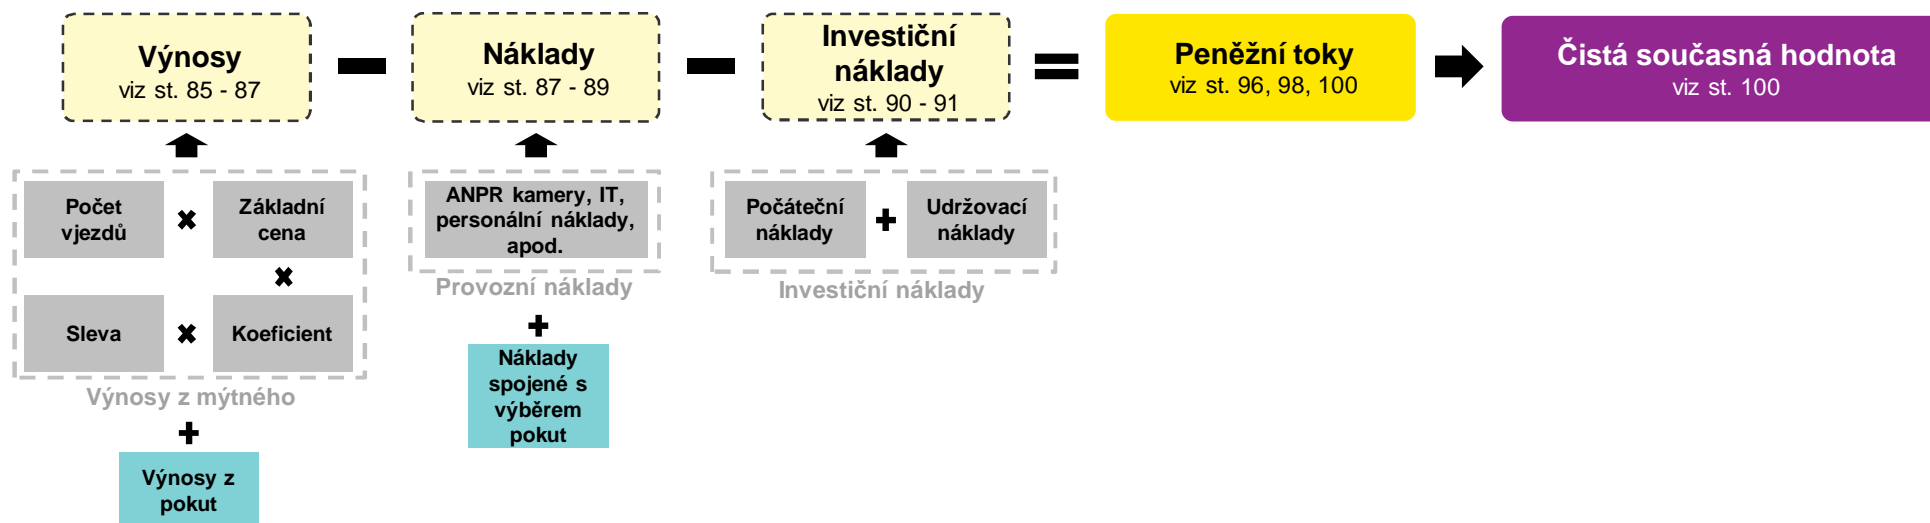 Výnosy
viz st. 85 - 87
Náklady
viz st. 87 - 89
Investiční
náklady
viz st. 90 - 91
Peněžní toky
viz st. 96, 98, 100
Čistá současná hodnota
viz st. 100
Počet
vjezdů
Základní
cena
Sleva
Koeficient
Výnosy z mýtného
Výnosy z
pokut
ANPR kamery, IT,
personální náklady,
apod.
Provozní náklady
Náklady
spojené s
výběrem
pokut
Počáteční
náklady
Udržovací
náklady
Investiční náklady